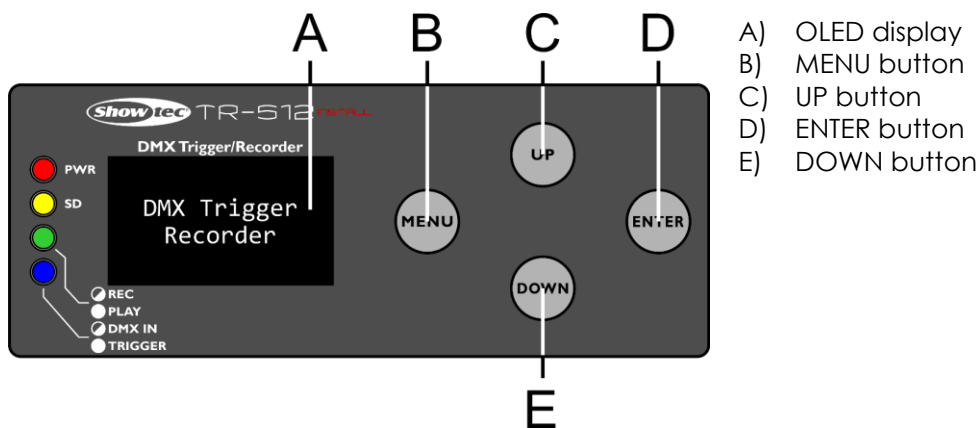 A B C D
A) OLED display
B) MENU button
C) UP button
D) ENTER button
E) DOWN button
Showtec TR-512 INSTALL
DMX Trigger/Recorder
PWR
SD
DMX Trigger
Recorder
UP
MENU
ENTER
DOWN
REC
PLAY
DMX IN
TRIGGER
E